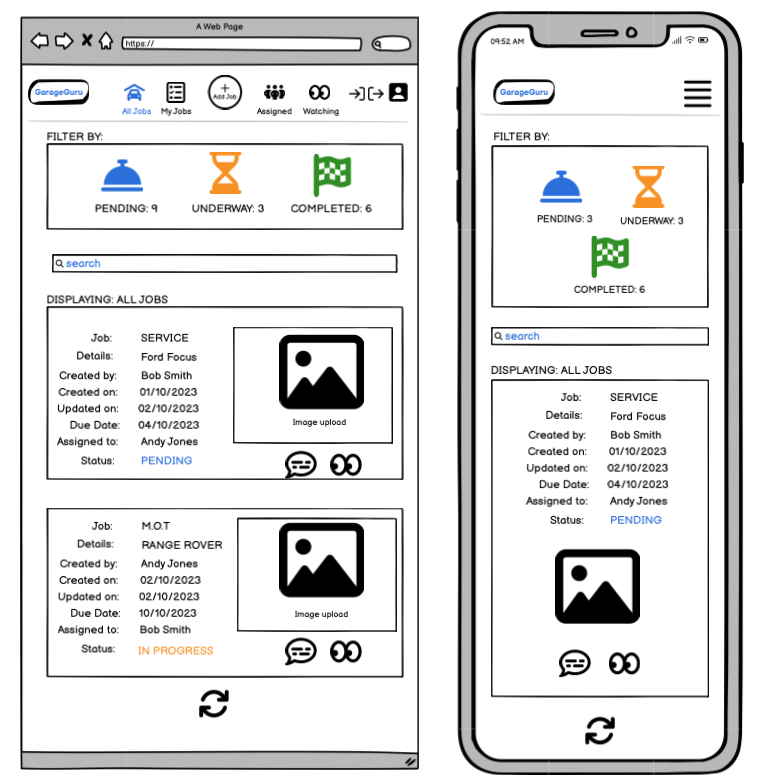 A Web Page
https://
GarageGuru
All Jobs
My Jobs
+
Add Job
Assigned
Watching
FILTER BY:
PENDING: 9
UNDERWAY: 3
COMPLETED: 6
search
DISPLAYING: ALL JOBS
Job: SERVICE
Details: Ford Focus
Created by: Bob Smith
Created on: 01/10/2023
Updated on: 02/10/2023
Due Date: 04/10/2023
Assigned to: Andy Jones
Status: PENDING
Image upload
Job: M.O.T
Details: RANGE ROVER
Created by: Andy Jones
Created on: 02/10/2023
Updated on: 02/10/2023
Due Date: 10/10/2023
Assigned to: Bob Smith
Status: IN PROGRESS
Image upload
09:52 AM
GarageGuru
FILTER BY:
PENDING: 3
UNDERWAY: 3
COMPLETED: 6
search
DISPLAYING: ALL JOBS
Job: SERVICE
Details: Ford Focus
Created by: Bob Smith
Created on: 01/10/2023
Updated on: 02/10/2023
Due Date: 04/10/2023
Assigned to: Andy Jones
Status: PENDING